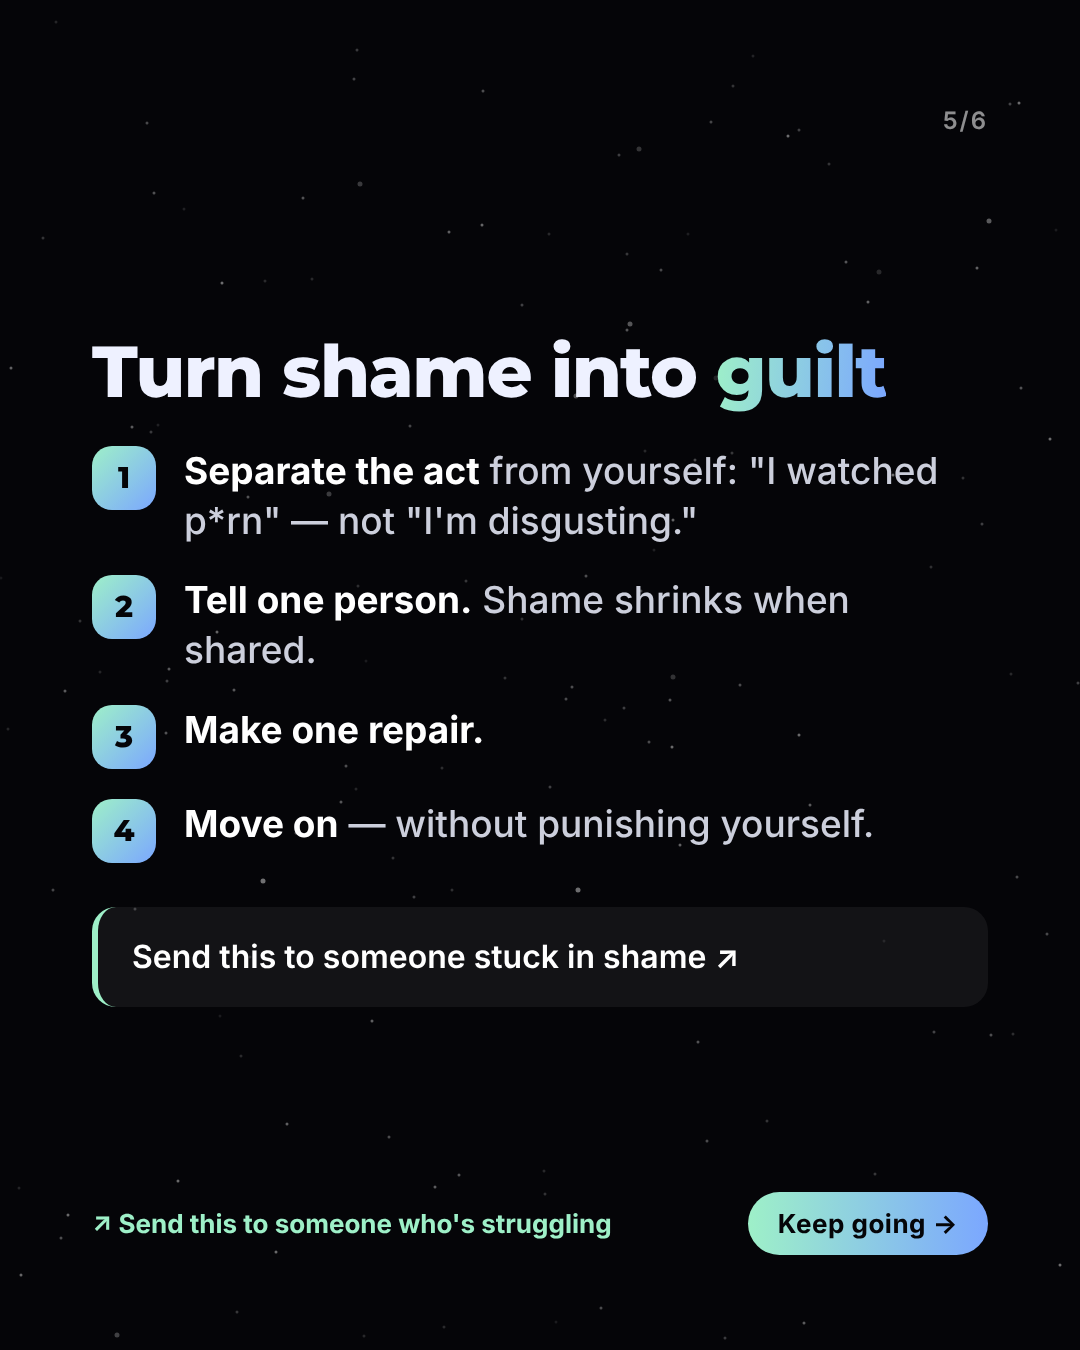 5/6
Turn shame into guilt
1 Separate the act from yourself: "I watched
p*rn" — not "I'm disgusting."
2 Tell one person. Shame shrinks when
shared.
3 Make one repair.
4 Move on — without punishing yourself.
Send this to someone stuck in shame ↗
↗ Send this to someone who's struggling
Keep going →